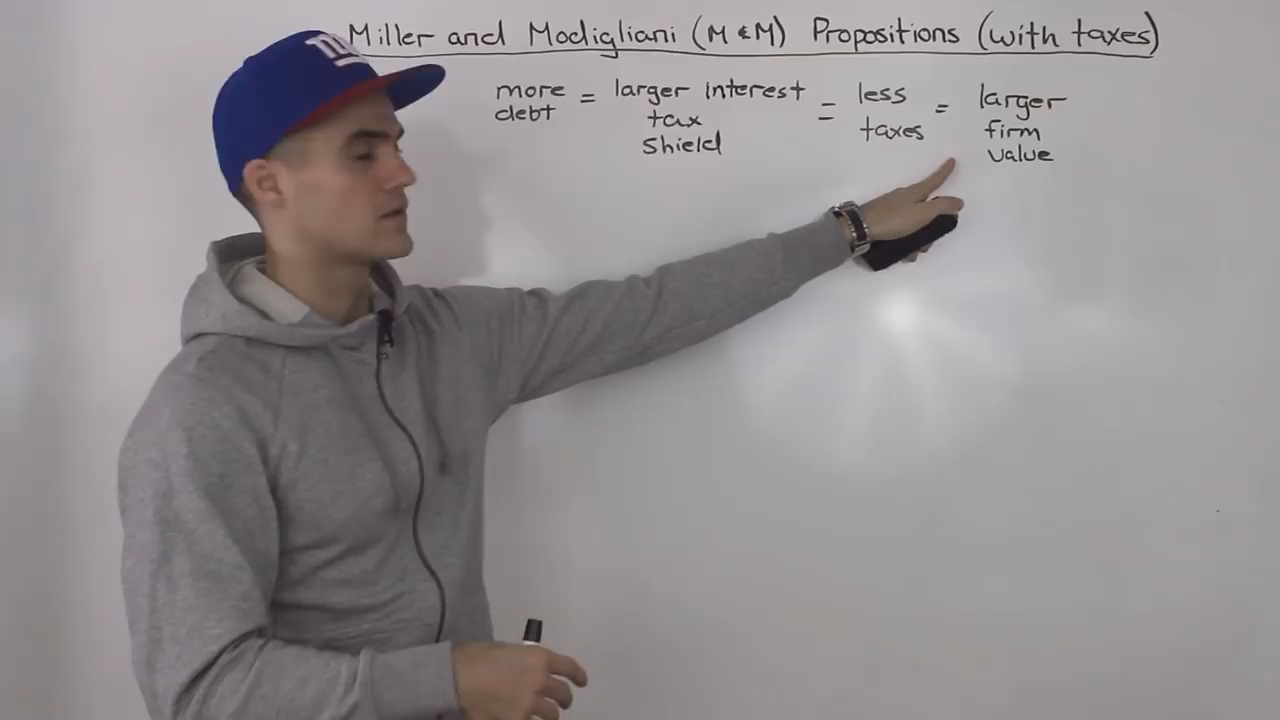 Miller and Modigliani (M & M) Propositions (with taxes)
more = larger interest = less = larger
debt tax taxes firm
shield value